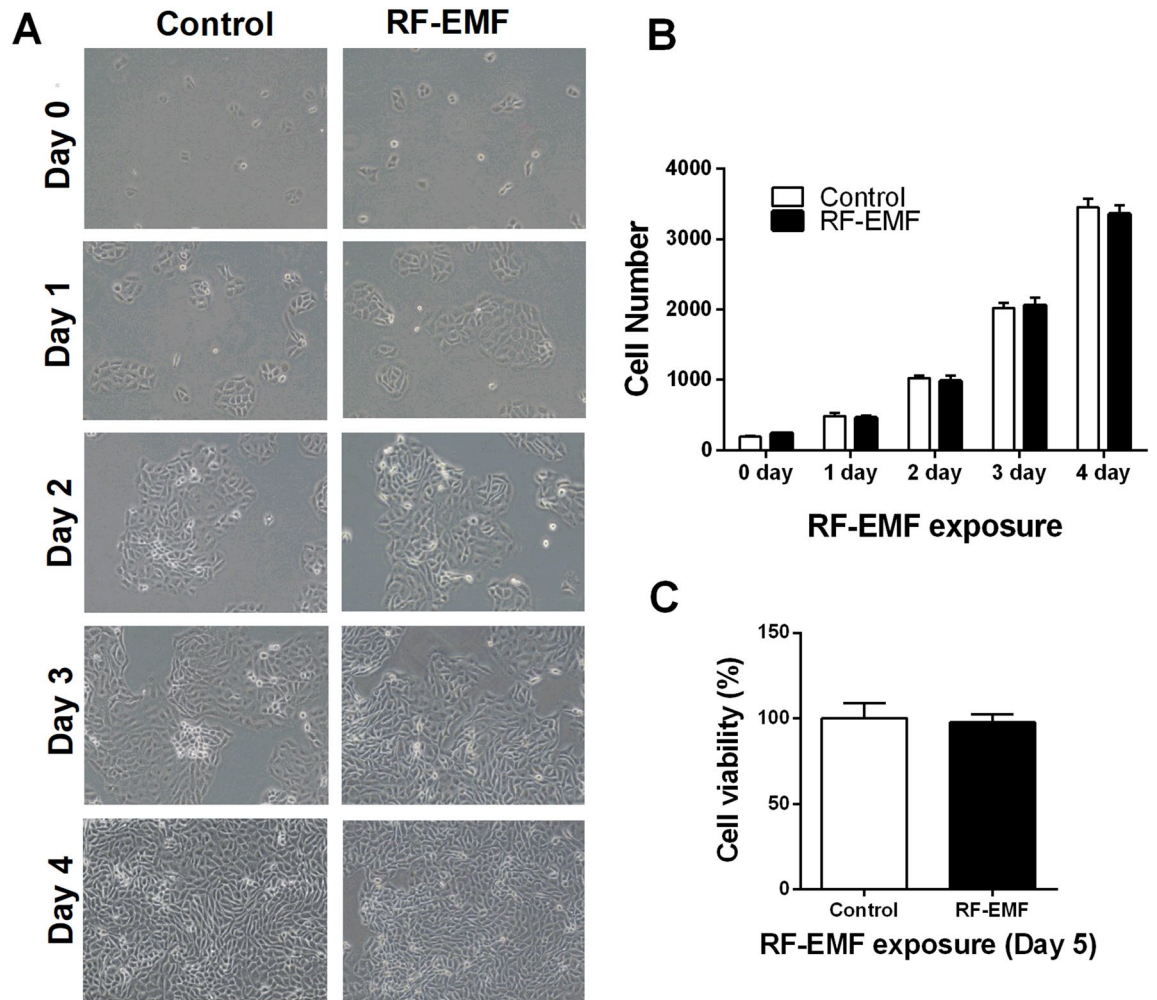 A
Control
RF-EMF
Day 0
Day 1
Day 2
Day 3
Day 4
B
4000
3000
2000
1000
0
Cell Number
Control
RF-EMF
0 day
1 day
2 day
3 day
4 day
RF-EMF exposure
C
150
100
50
0
Cell viability (%)
Control
RF-EMF
RF-EMF exposure (Day 5)